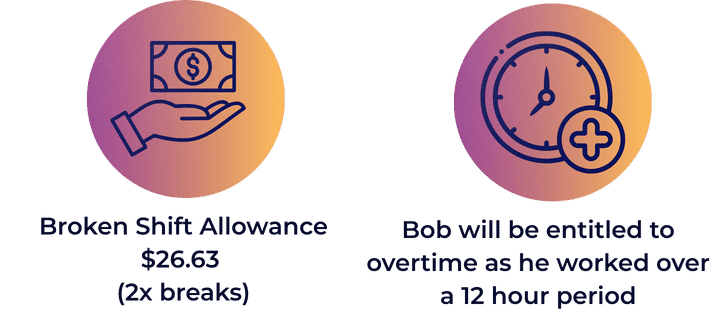 Broken Shift Allowance
$26.63
(2x breaks)
Bob will be entitled to
overtime as he worked over
a 12 hour period